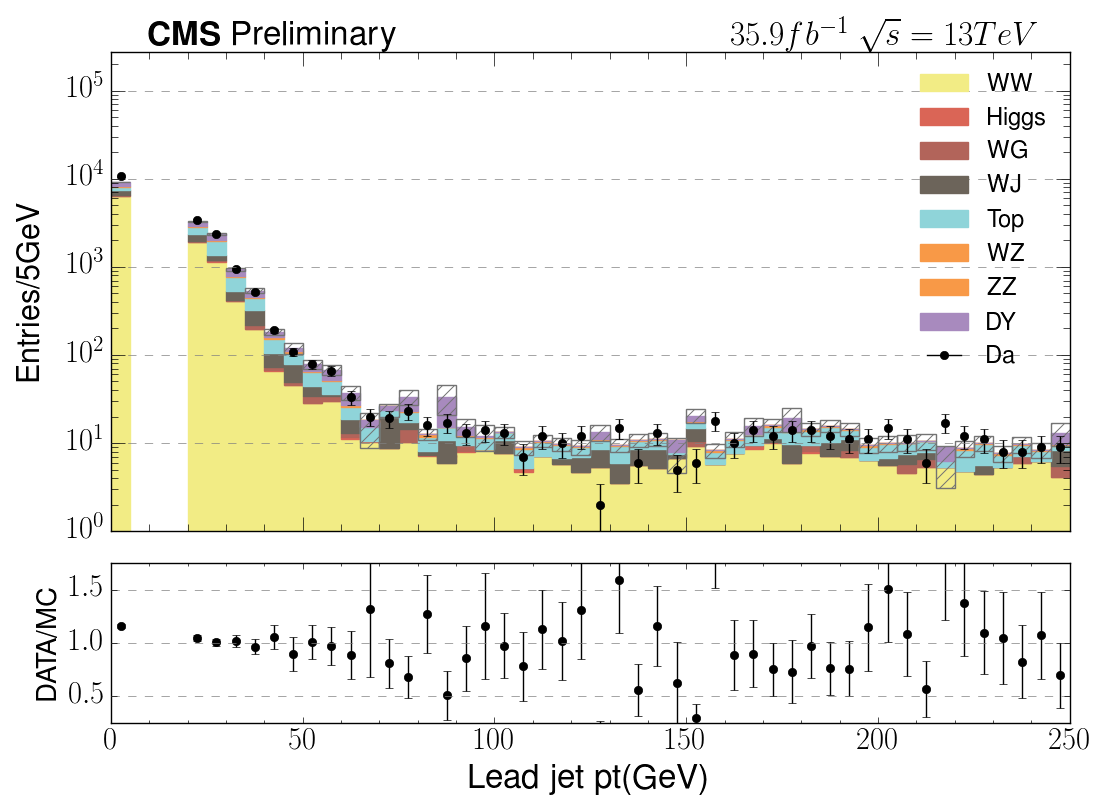 CMS Preliminary 35.9fb⁻¹ √s = 13TeV
10⁵
10⁴
10³
10²
10¹
10⁰
Entries/5GeV
WW
Higgs
WG
WJ
Top
WZ
ZZ
DY
Da
1.5
1.0
0.5
DATA/MC
0 50 100 150 200 250
Lead jet pt(GeV)